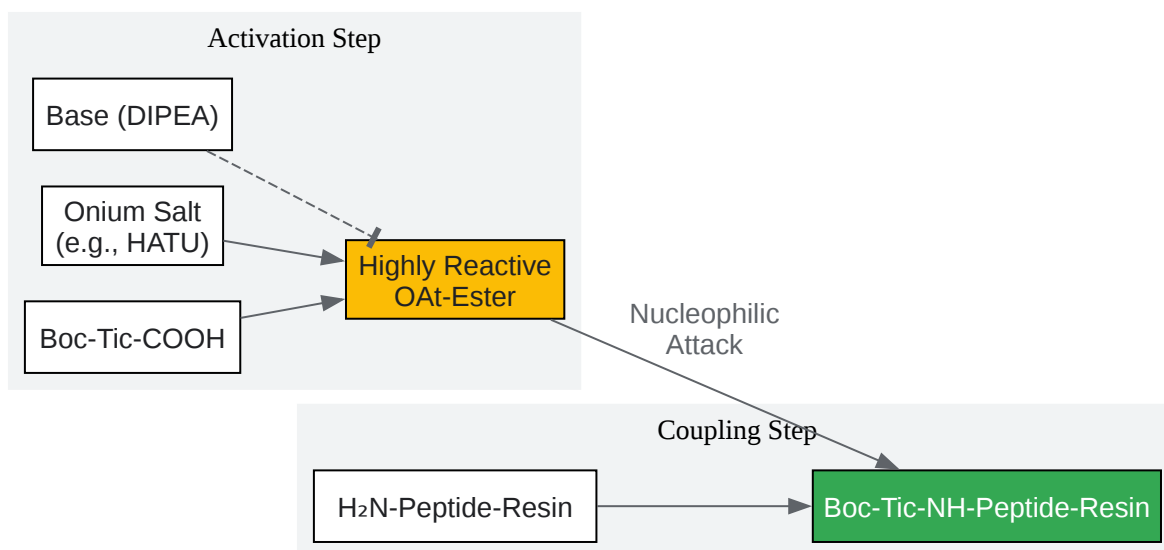 Activation Step
Base (DIPEA)
Onium Salt
(e.g., HATU)
Highly Reactive
OAt-Ester
Boc-Tic-COOH
Nucleophilic
Attack
Coupling Step
H₂N-Peptide-Resin
Boc-Tic-NH-Peptide-Resin